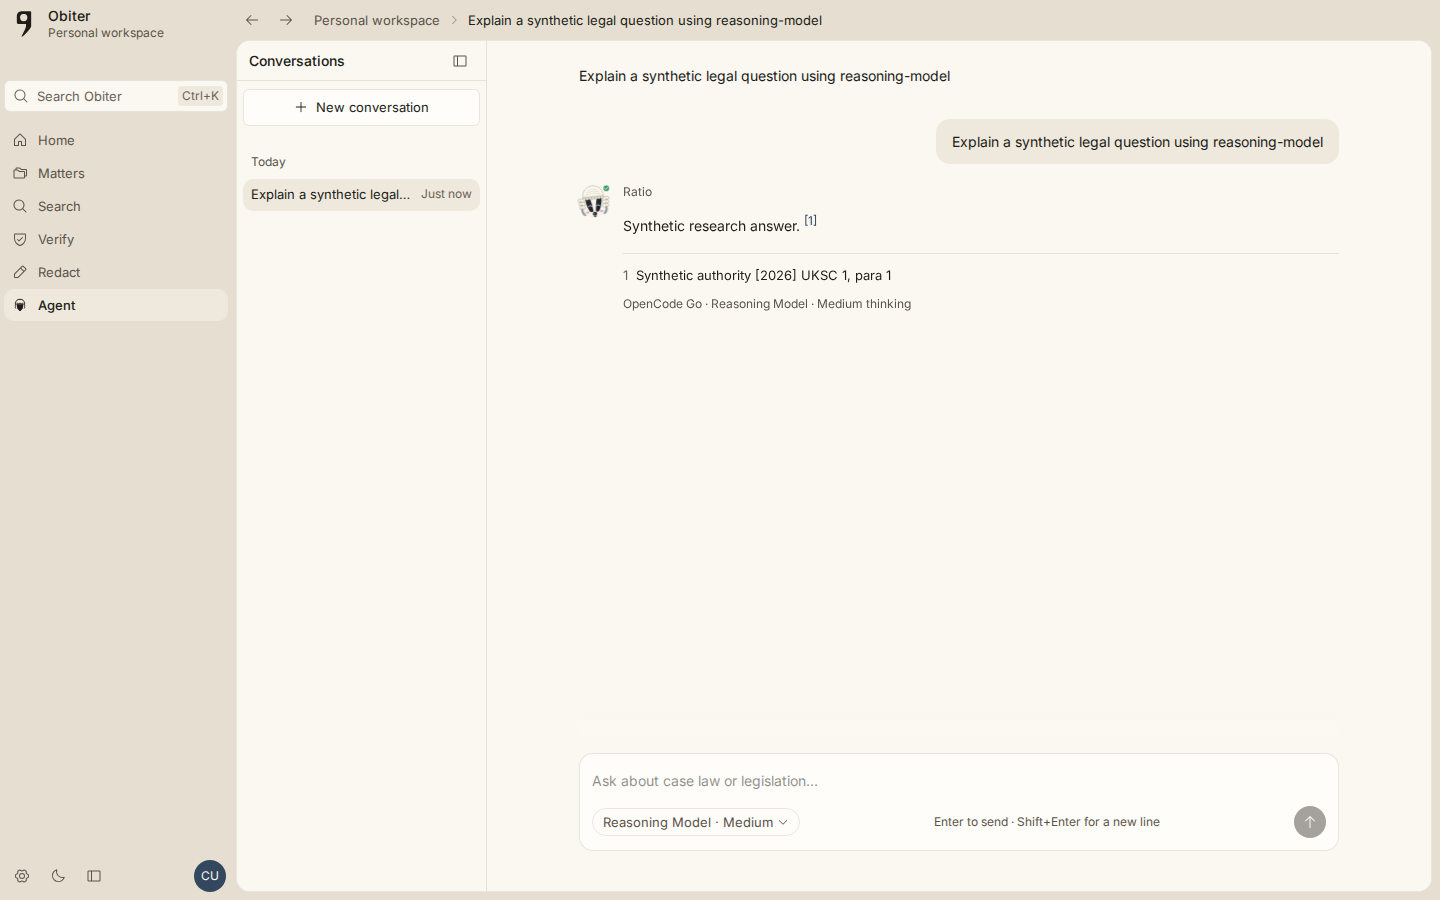 Obiter
Personal workspace
Search Obiter Ctrl+K
Home
Matters
Search
Verify
Redact
Agent
CU
Personal workspace > Explain a synthetic legal question using reasoning-model
Conversations
+ New conversation
Today
Explain a synthetic legal... Just now
Explain a synthetic legal question using reasoning-model
Explain a synthetic legal question using reasoning-model
Ratio
Synthetic research answer. [1]
1 Synthetic authority [2026] UKSC 1, para 1
OpenCode Go · Reasoning Model · Medium thinking
Ask about case law or legislation...
Reasoning Model · Medium
Enter to send · Shift+Enter for a new line